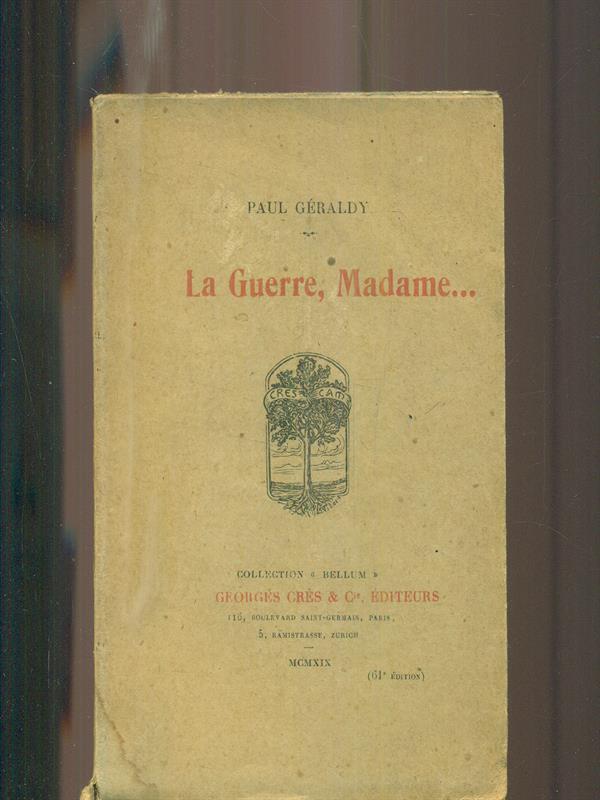 PAUL GÉRALDY
La Guerre, Madame...
CRES CAM
COLLECTION « BELLUM »
GEORGES CRÈS & Cie, ÉDITEURS
116, BOULEVARD SAINT-GERMAIN, PARIS,
5, RAMISTRASSE, ZURICH
MCMXIX
(61e ÉDITION)